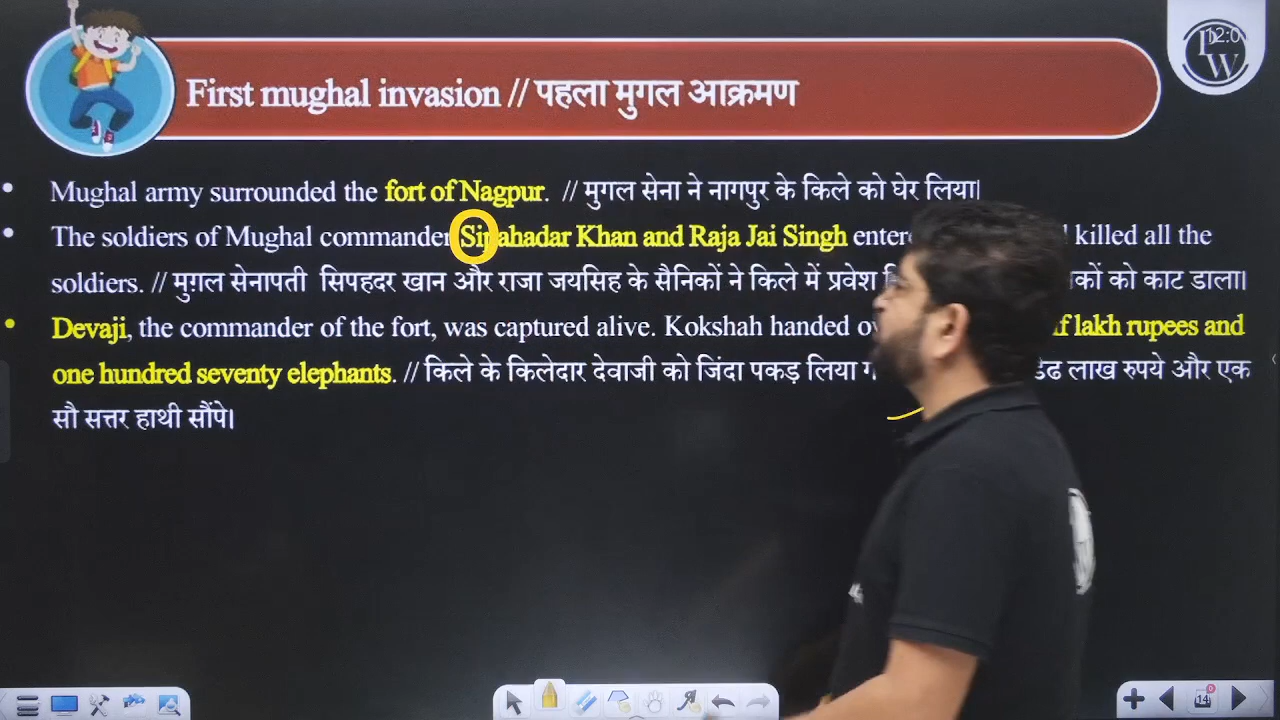 First mughal invasion // पहला मुगल आक्रमण
Mughal army surrounded the fort of Nagpur. // मुगल सेना ने नागपुर के किले को घेर लिया|
The soldiers of Mughal commander Sipahadar Khan and Raja Jai Singh killed all the
soldiers. // मुग़ल सेनापती सिपहदर खान और राजा जयसिह के सैनिकों ने किले में प्रवेश को काट डाला|
Devaji, the commander of the fort, was captured alive. Kokshah handed lakh rupees and
one hundred seventy elephants. // किले के किलेदार देवाजी को जिंदा पकड़ लिया लाख रुपये और एक
सौ सत्तर हाथी सौंपे|
W
14